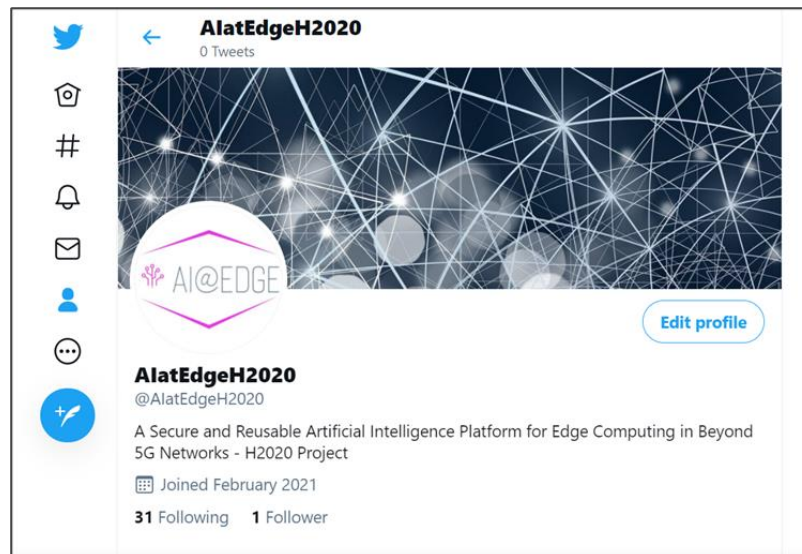 AIatEdgeH2020
0 Tweets
AI@EDGE
Edit profile
AIatEdgeH2020
@AIatEdgeH2020
A Secure and Reusable Artificial Intelligence Platform for Edge Computing in Beyond
5G Networks - H2020 Project
Joined February 2021
31 Following 1 Follower